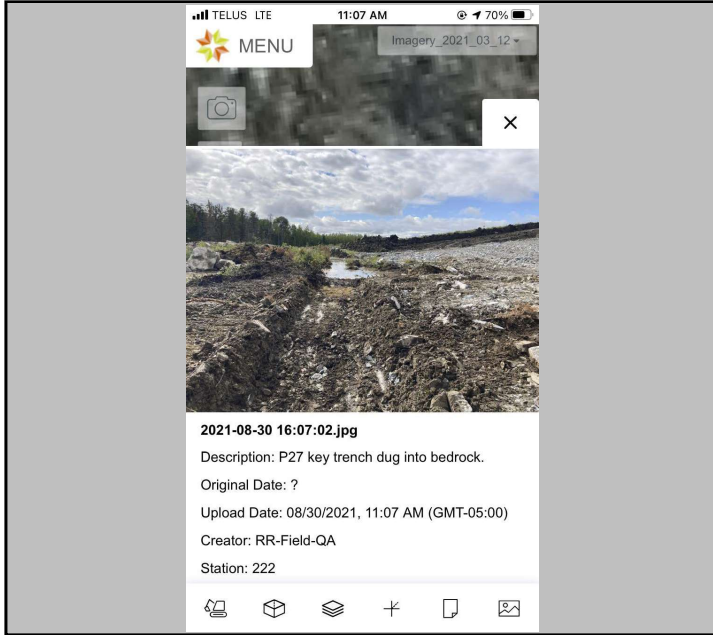 TELUS LTE 11:07 AM 70%
MENU
Imagery_2021_03_12
2021-08-30 16:07:02.jpg
Description: P27 key trench dug into bedrock.
Original Date: ?
Upload Date: 08/30/2021, 11:07 AM (GMT-05:00)
Creator: RR-Field-QA
Station: 222